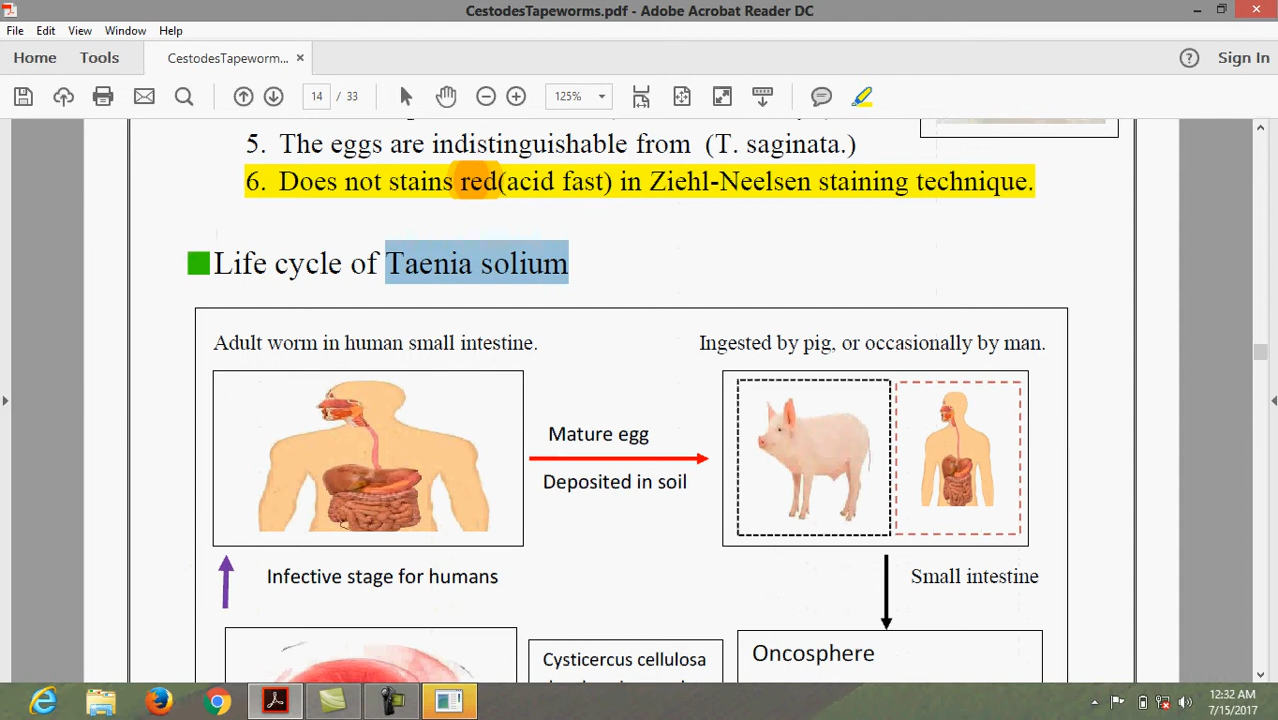 CestodesTapeworms.pdf - Adobe Acrobat Reader DC
File Edit View Window Help
Home Tools CestodesTapeworm... × Sign In
14 / 33 125%
5. The eggs are indistinguishable from (T. saginata.)
6. Does not stains red(acid fast) in Ziehl-Neelsen staining technique.
Life cycle of Taenia solium
Adult worm in human small intestine.
Ingested by pig, or occasionally by man.
Mature egg
Deposited in soil
Infective stage for humans
Small intestine
Cysticercus cellulosa
Oncosphere
12:32 AM
7/15/2017